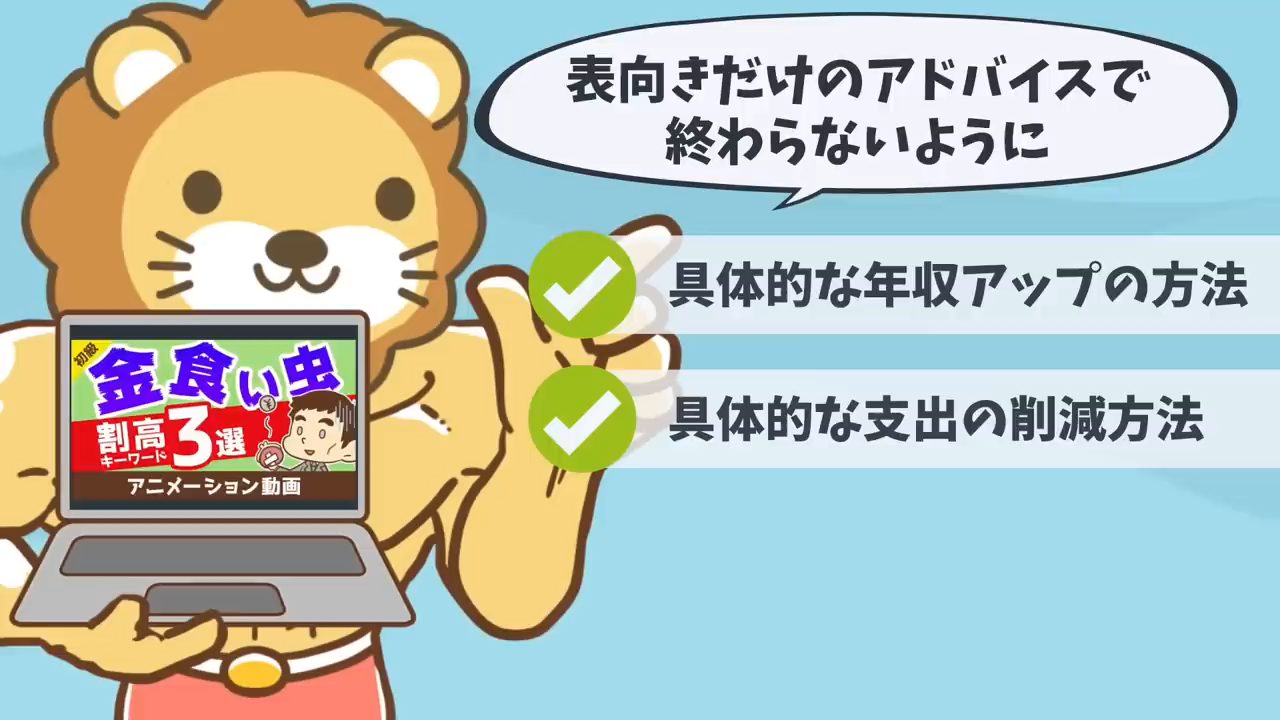 表向きだけのアドバイスで
終わらないように
具体的な年収アップの方法
具体的な支出の削減方法
初級
金食い虫
割高
キーワード
3選
アニメーション動画